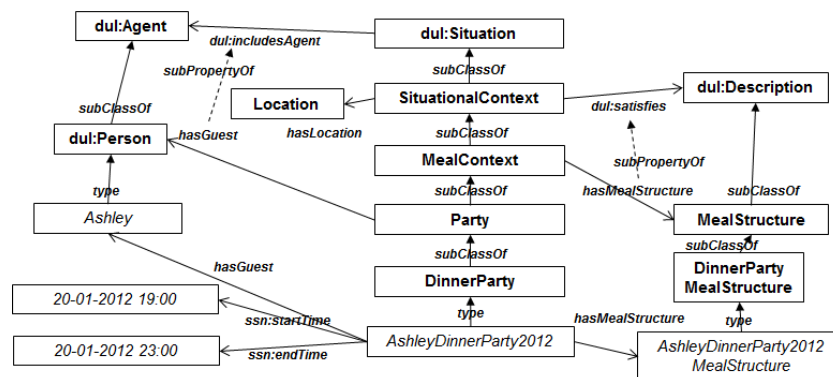 dul:Agent
dul:includesAgent
dul:Situation
subPropertyOf
subClassOf
subClassOf
Location
SituationalContext
dul:satisfies
dul:Description
dul:Person
hasGuest
hasLocation
subClassOf
MealContext
subPropertyOf
type
subClassOf
hasMealStructure
subClassOf
Ashley
Party
MealStructure
hasGuest
subClassOf
subClassOf
20-01-2012 19:00
DinnerParty
DinnerParty
MealStructure
ssn:startTime
type
hasMealStructure
type
20-01-2012 23:00
ssn:endTime
AshleyDinnerParty2012
AshleyDinnerParty2012
MealStructure